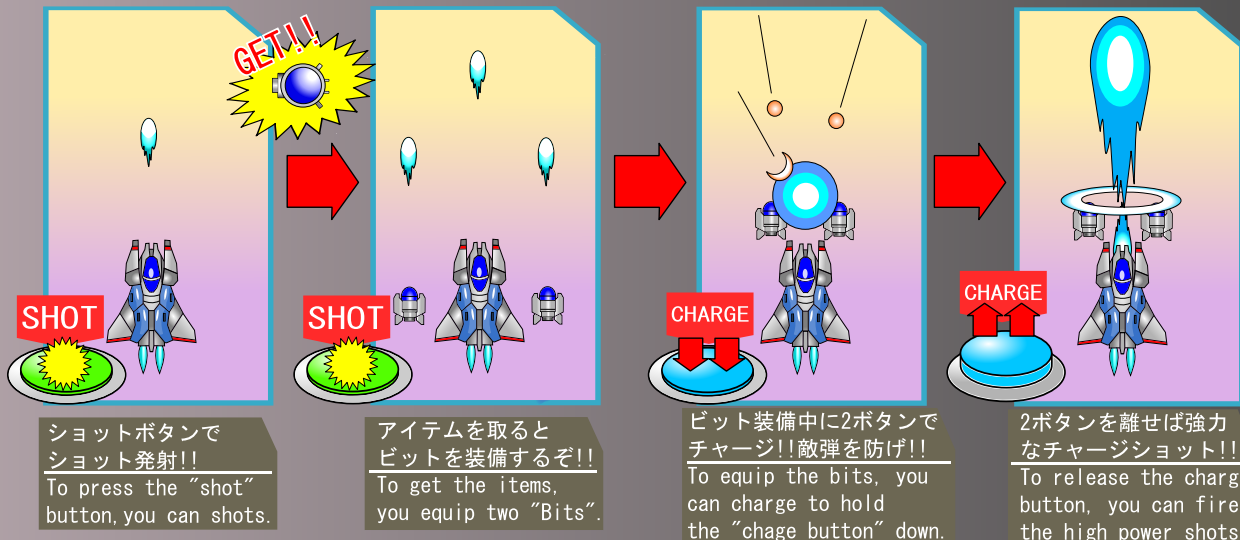 GET!!
SHOT
ショットボタンで
ショット発射!!
To press the "shot"
button,you can shots.
SHOT
アイテムを取ると
ビットを装備するぞ!!
To get the items,
you equip two "Bits".
CHARGE
ビット装備中に2ボタンで
チャージ!!敵弾を防げ!!
To equip the bits, you
can charge to hold
the "chage button" down.
CHARGE
2ボタンを離せば強力
なチャージショット!!
To release the charg
button, you can fire
the high power shots